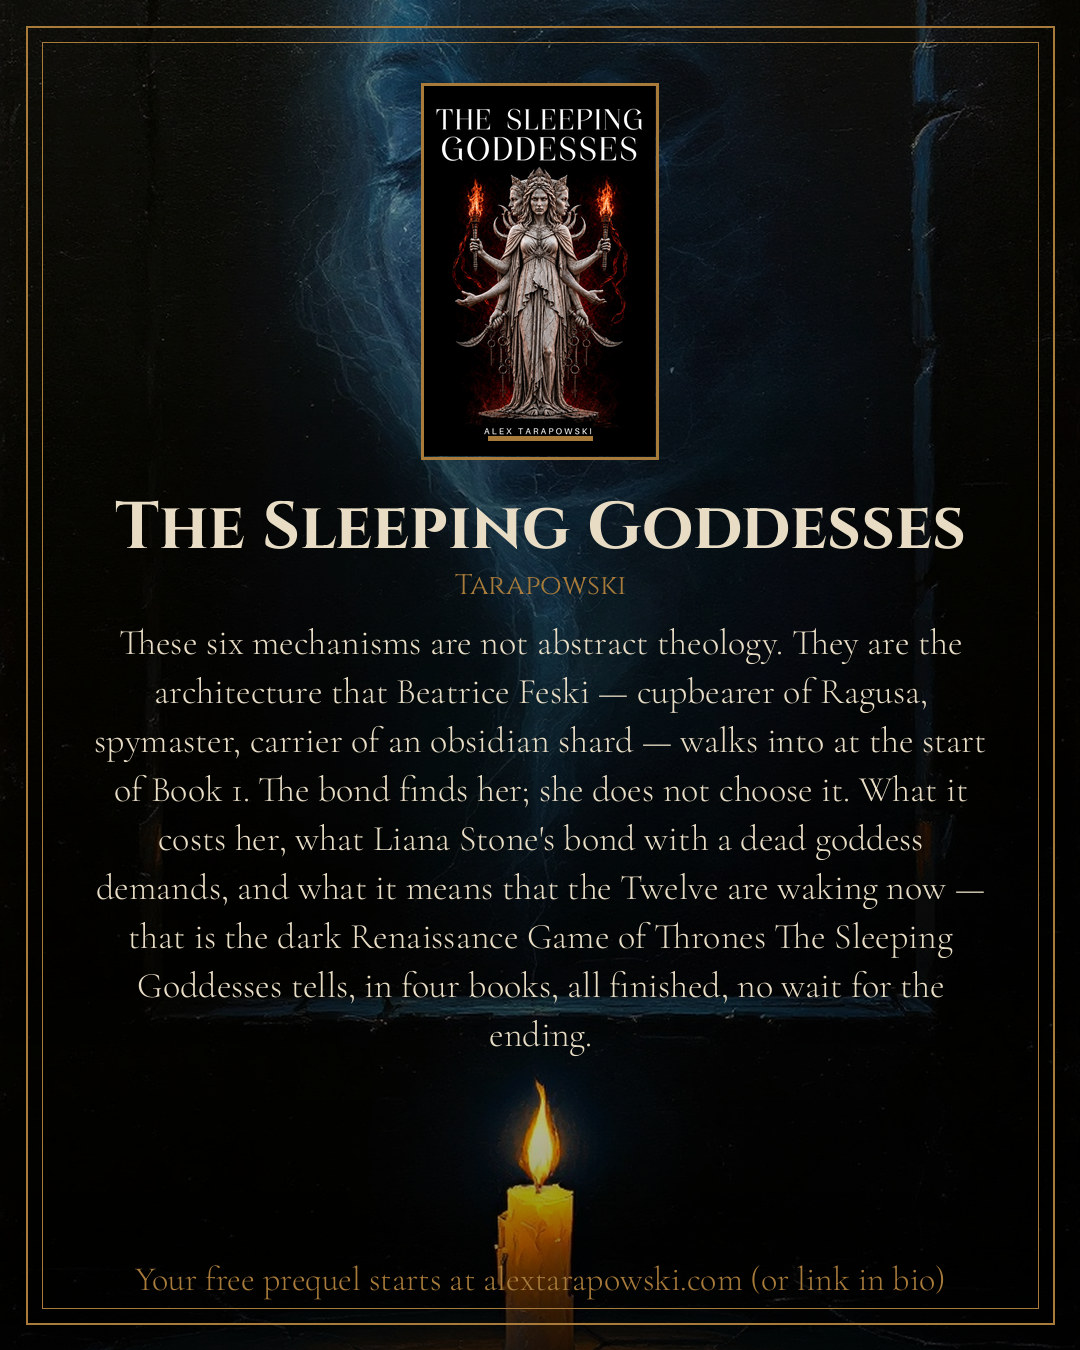 THE SLEEPING
GODDESSES
ALEX TARAPOWSKI
The Sleeping Goddesses
Tarapowski
These six mechanisms are not abstract theology. They are the
architecture that Beatrice Feski — cupbearer of Ragusa,
spymaster, carrier of an obsidian shard — walks into at the start
of Book 1. The bond finds her; she does not choose it. What it
costs her, what Liana Stone's bond with a dead goddess
demands, and what it means that the Twelve are waking now —
that is the dark Renaissance Game of Thrones The Sleeping
Goddesses tells, in four books, all finished, no wait for the
ending.
Your free prequel starts at alextarapowski.com (or link in bio)